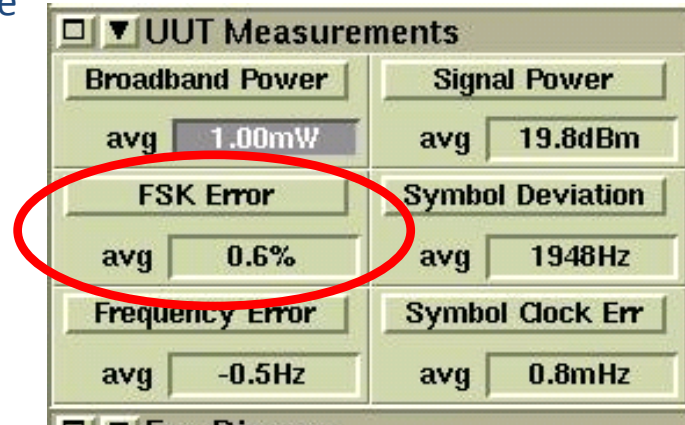 e
UUT Measurements
Broadband Power
Signal Power
avg 1.00mW
avg 19.8dBm
FSK Error
Symbol Deviation
avg 0.6%
avg 1948Hz
Frequency Error
Symbol Clock Err
avg -0.5Hz
avg 0.8mHz